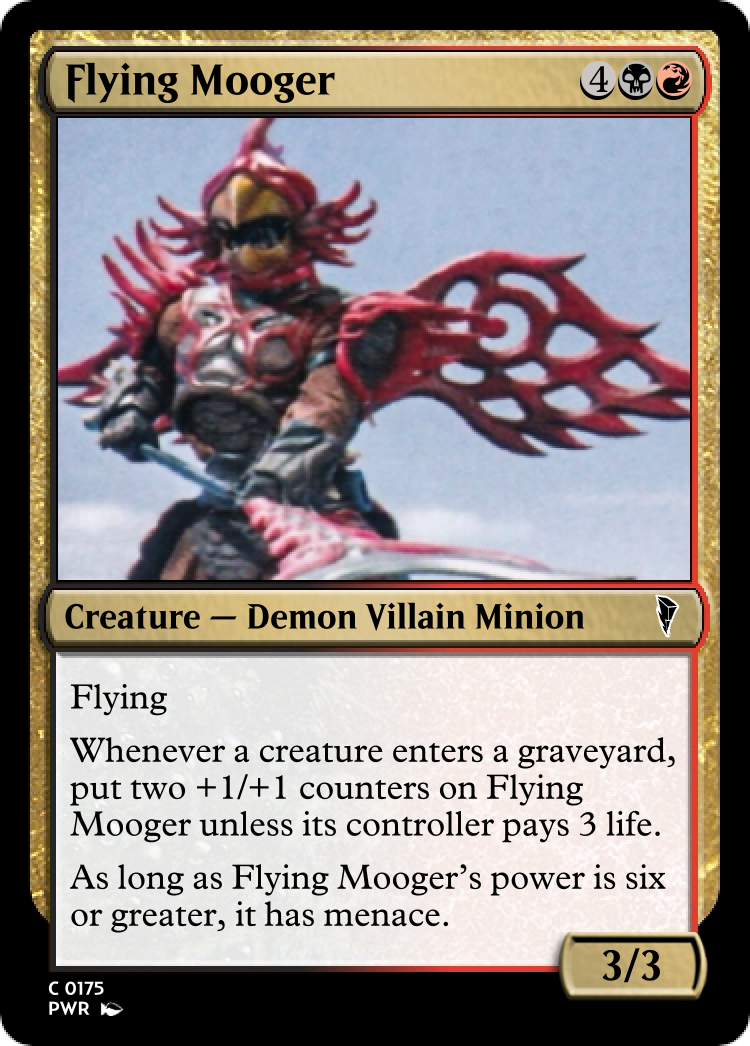 Flying Mooger
4
Creature — Demon Villain Minion
Flying
Whenever a creature enters a graveyard,
put two +1/+1 counters on Flying
Mooger unless its controller pays 3 life.
As long as Flying Mooger's power is six
or greater, it has menace.
3/3
C 0175
PWR